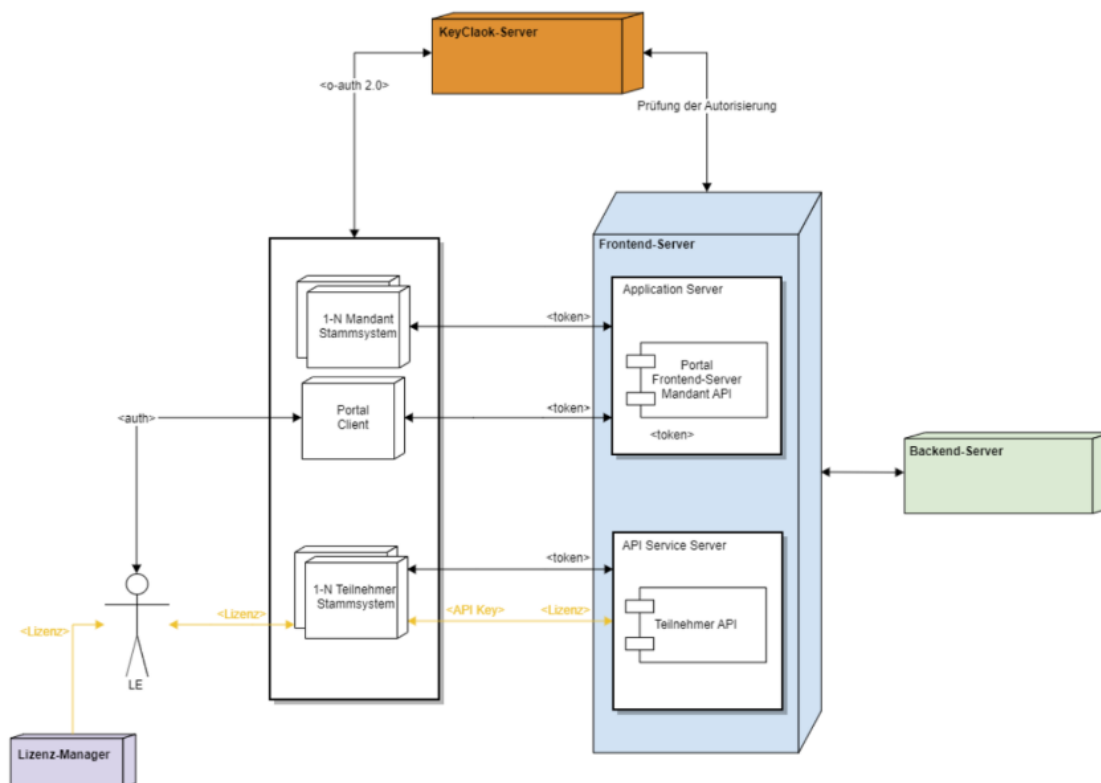 KeyClaok-Server
<o-auth 2.0>
Prüfung der Autorisierung
Frontend-Server
Application Server
1-N Mandant
Stammsystem
<token>
Portal
Frontend-Server
Mandant API
Portal
Client
<token>
<token>
<auth>
Backend-Server
API Service Server
<token>
1-N Teilnehmer
Stammsystem
<Lizenz>
<API Key>
<Lizenz>
Teilnehmer API
<Lizenz>
LE
Lizenz-Manager